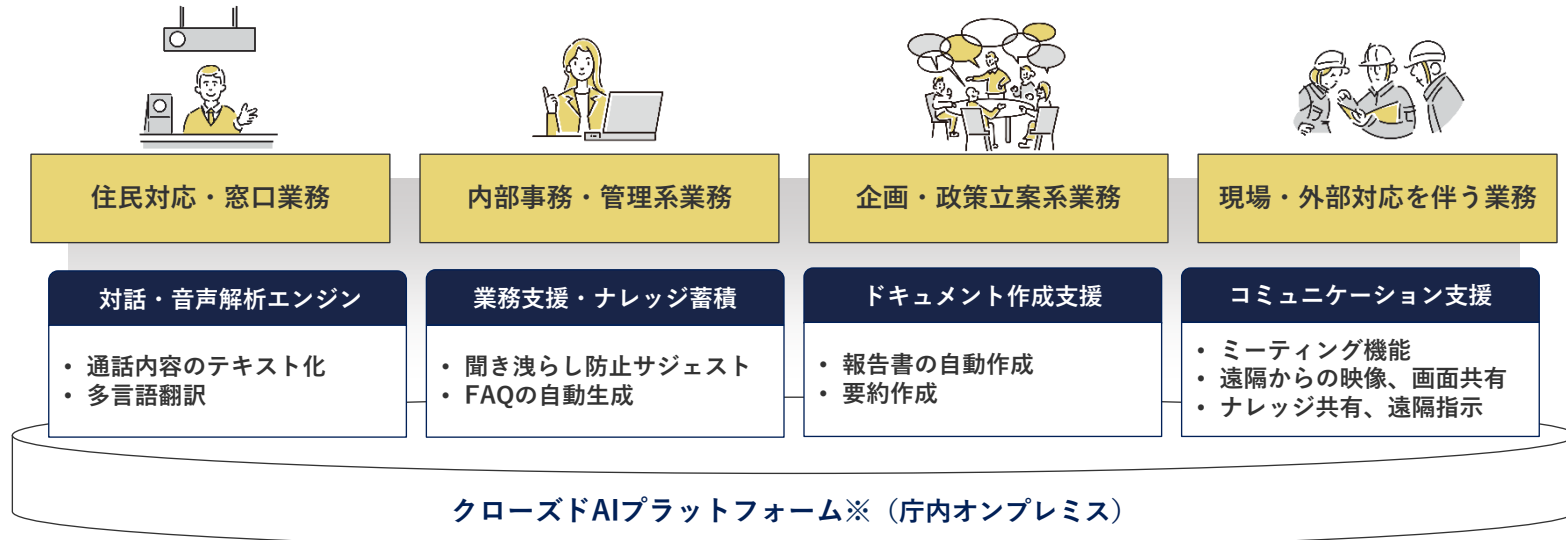 住民対応・窓口業務
内部事務・管理系業務
企画・政策立案系業務
現場・外部対応を伴う業務
対話・音声解析エンジン
• 通話内容のテキスト化
• 多言語翻訳
業務支援・ナレッジ蓄積
• 聞き洩らし防止サジェスト
• FAQの自動生成
ドキュメント作成支援
• 報告書の自動作成
• 要約作成
コミュニケーション支援
• ミーティング機能
• 遠隔からの映像、画面共有
• ナレッジ共有、遠隔指示
クローズドAIプラットフォーム※（庁内オンプレミス）